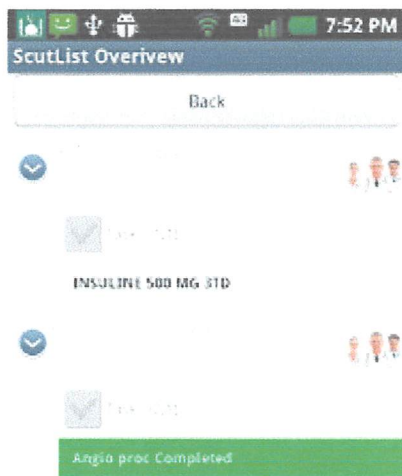 7:52 PM
ScutList Overivew
Back
INSULINE 500 MG 3TD
Angio proc Completed